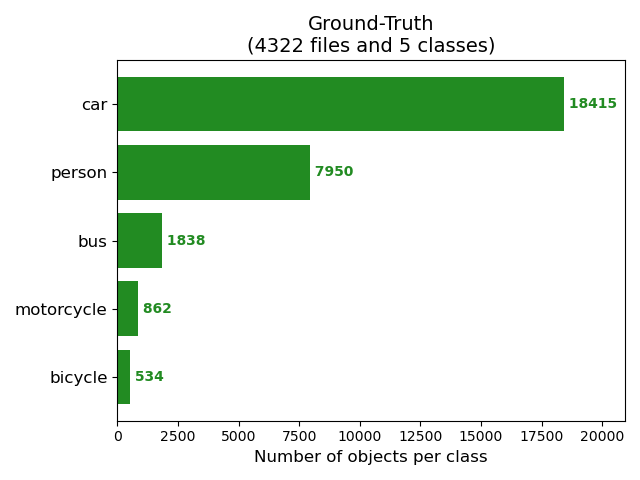 Ground-Truth
(4322 files and 5 classes)
car
18415
person
7950
bus
1838
motorcycle
862
bicycle
534
0 2500 5000 7500 10000 12500 15000 17500 20000
Number of objects per class